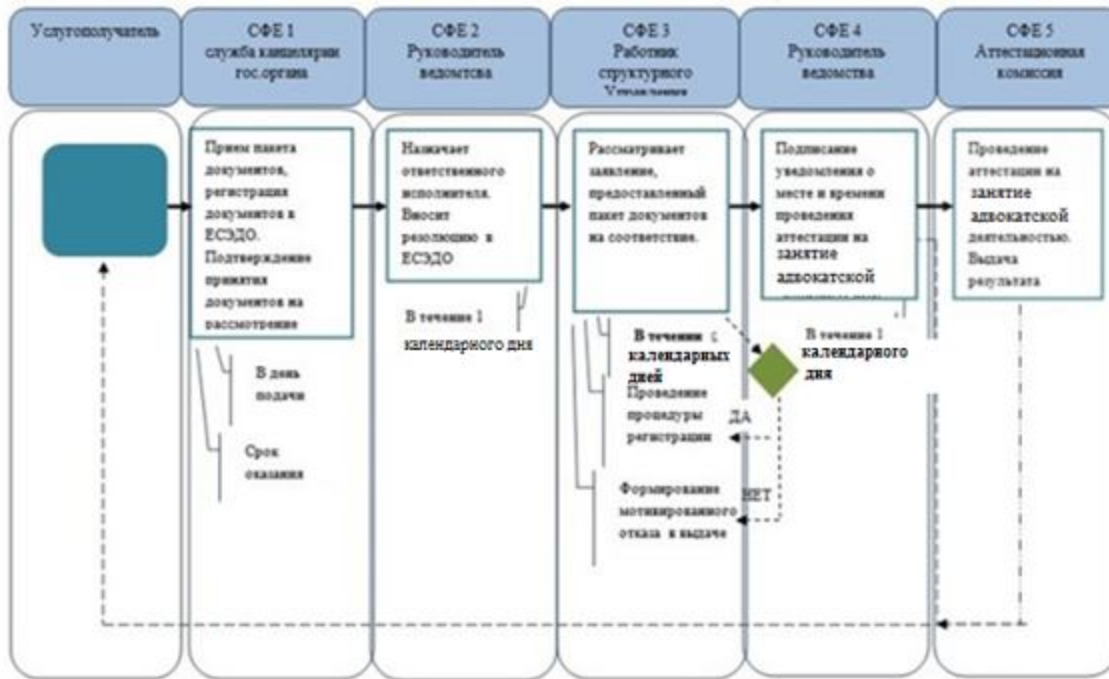 Услугополучатель
СФЕ 1
служба канцелярии
гос.органа
СФЕ 2
Руководитель
ведомтсва
СФЕ 3
Работник
структурного
Управления
СФЕ 4
Руководитель
ведомства
СФЕ 5
Аттестационная
комиссия
Прием пакета
документов,
регистрация
документов в
ЕСЭДО.
Подтверждение
принятия
документов на
рассмотрение
Назначает
ответственного
исполнителя.
Вносит
резолюцию в
ЕСЭДО
Рассматривает
заявление,
предоставленный
пакет документов
на соответствие.
Подписание
уведомления о
месте и времени
проведения
аттестации на
занятие
адвокатской
Проведение
аттестации на
занятие
адвокатской
деятельностью.
Выдача
результата
В день
подачи
Срок
оказания
В течение 1
календарного дня
В течении
календарных
дней
Проведение
процедуры
регистрации
Формирование
мотивированного
отказа в выдаче
ДА
НЕТ
В течение 1
календарного
дня